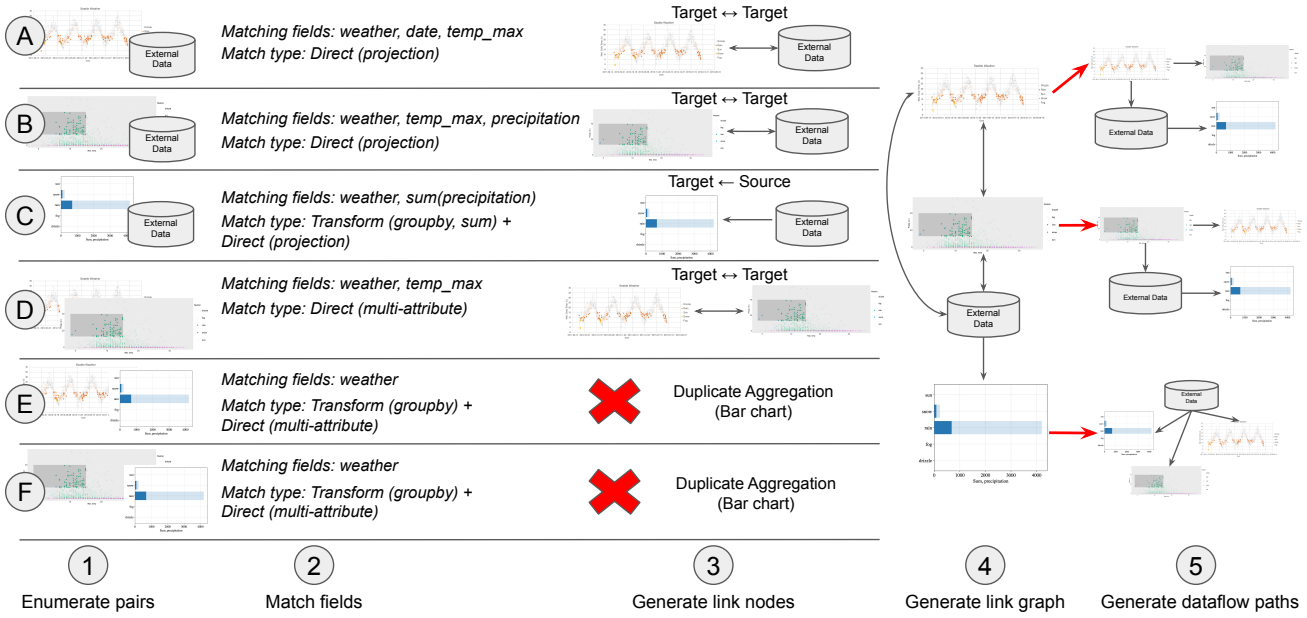 A
External
Data
Matching fields: weather, date, temp_max
Match type: Direct (projection)
Target ↔ Target
External
Data
B
External
Data
Matching fields: weather, temp_max, precipitation
Match type: Direct (projection)
Target ↔ Target
External
Data
C
External
Data
Matching fields: weather, sum(precipitation)
Match type: Transform (groupby, sum) +
Direct (projection)
Target ← Source
External
Data
D
Matching fields: weather, temp_max
Match type: Direct (multi-attribute)
Target ↔ Target
E
Matching fields: weather
Match type: Transform (groupby) +
Direct (multi-attribute)
Duplicate Aggregation
(Bar chart)
F
Matching fields: weather
Match type: Transform (groupby) +
Direct (multi-attribute)
Duplicate Aggregation
(Bar chart)
External
Data
sun
snow
rain
fog
drizzle
0 1000 2000 3000 4000
Sum, precipitation
External Data
External Data
External
Data
1
Enumerate pairs
2
Match fields
3
Generate link nodes
4
Generate link graph
5
Generate dataflow paths